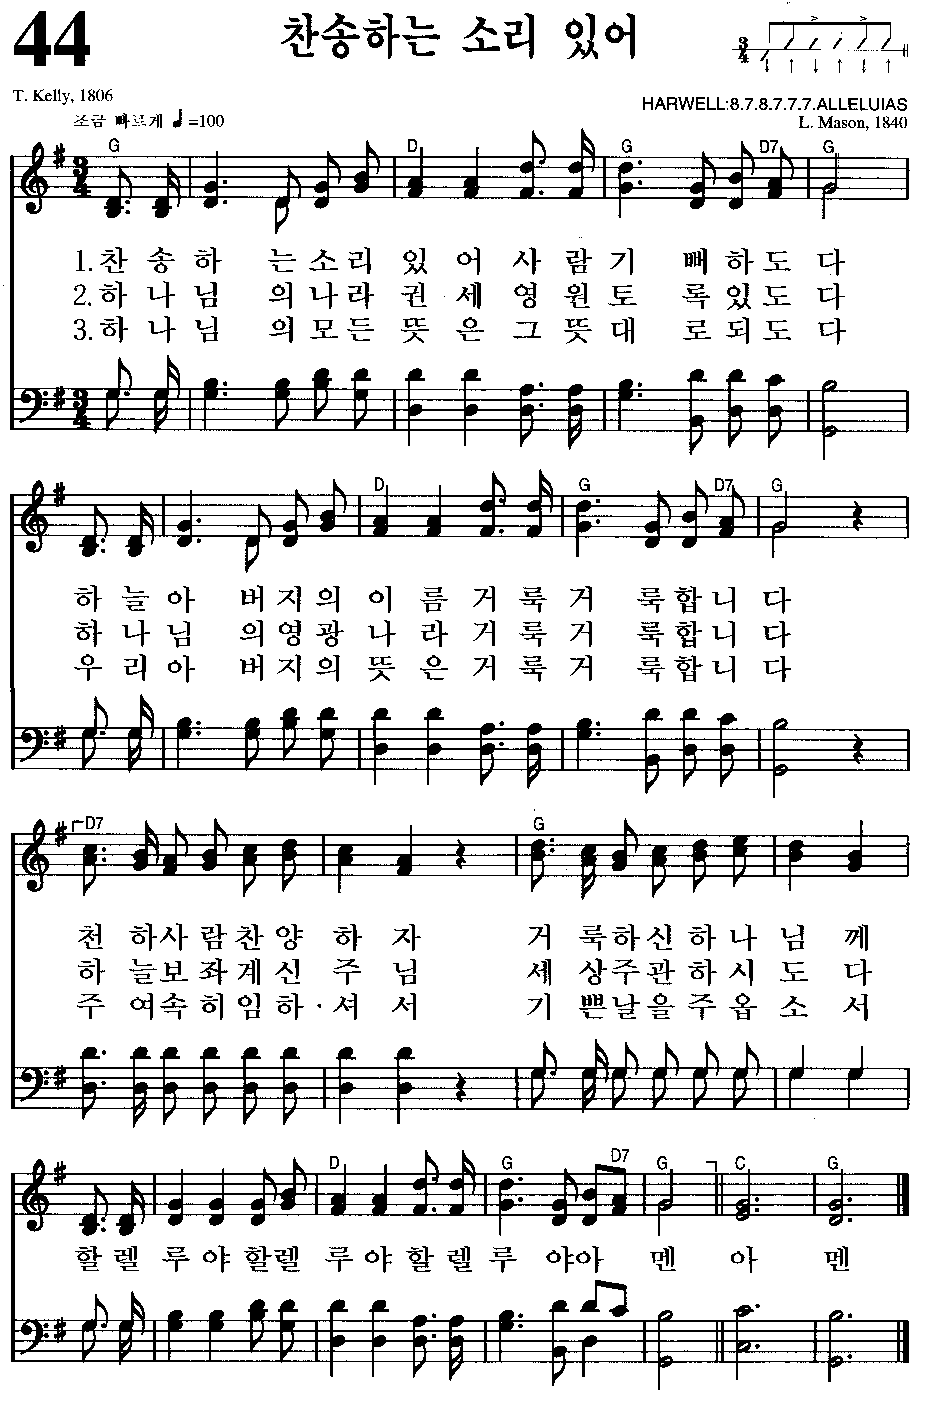 44
찬송하는 소리 있어
3/4
T. Kelly, 1806
HARWELL:8.7.8.7.7.7.ALLELUIAS
조금 빠르게 ♩=100
L. Mason, 1840
G D G D7 G
1.찬송하는소리있어사람기뻐하도다
2.하나님의나라권세영원토록있도다
3.하나님의모든뜻은그뜻대로되도다
D G D7 G
하늘아버지의이름거룩거룩합니다
하나님의영광나라거룩거룩합니다
우리아버지의뜻은거룩거룩합니다
D7 G
천하사람찬양하자 거룩하신하나님께
하늘보좌계신주님 세상주관하시도다
주여속히임하·셔서 기쁜날을주옵소서
D G D7 G C G
할렐루야할렐루야할렐루야아멘아멘